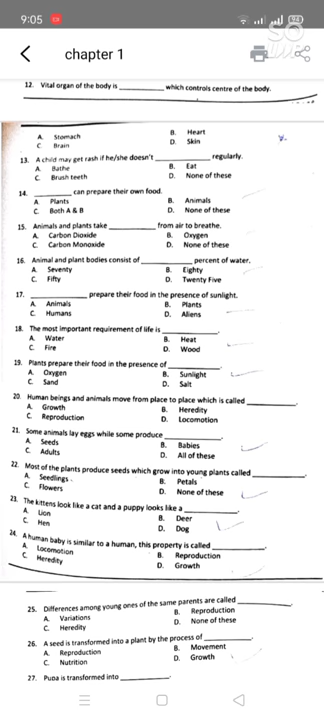 9:05
94
chapter 1
12. Vital organ of the body is ____________ which controls centre of the body.
A. Stomach B. Heart
C. Brain D. Skin
13. A child may get rash if he/she doesn't ____________ regularly.
A. Bathe B. Eat
C. Brush teeth D. None of these
14. ____________ can prepare their own food.
A. Plants B. Animals
C. Both A & B D. None of these
15. Animals and plants take ____________ from air to breathe.
A. Carbon Dioxide B. Oxygen
C. Carbon Monoxide D. None of these
16. Animal and plant bodies consist of ____________ percent of water.
A. Seventy B. Eighty
C. Fifty D. Twenty Five
17. ____________ prepare their food in the presence of sunlight.
A. Animals B. Plants
C. Humans D. Aliens
18. The most important requirement of life is ____________.
A. Water B. Heat
C. Fire D. Wood
19. Plants prepare their food in the presence of ____________.
A. Oxygen B. Sunlight
C. Sand D. Salt
20. Human beings and animals move from place to place which is called ____________.
A. Growth B. Heredity
C. Reproduction D. Locomotion
21. Some animals lay eggs while some produce ____________.
A. Seeds B. Babies
C. Adults D. All of these
22. Most of the plants produce seeds which grow into young plants called ____________.
A. Seedlings B. Petals
C. Flowers D. None of these
23. The kittens look like a cat and a puppy looks like a ____________.
A. Lion B. Deer
C. Hen D. Dog
24. A human baby is similar to a human, this property is called ____________.
A. Locomotion B. Reproduction
C. Heredity D. Growth
25. Differences among young ones of the same parents are called ____________.
A. Variations B. Reproduction
C. Heredity D. None of these
26. A seed is transformed into a plant by the process of ____________.
A. Reproduction B. Movement
C. Nutrition D. Growth
27. Pupa is transformed into ____________.